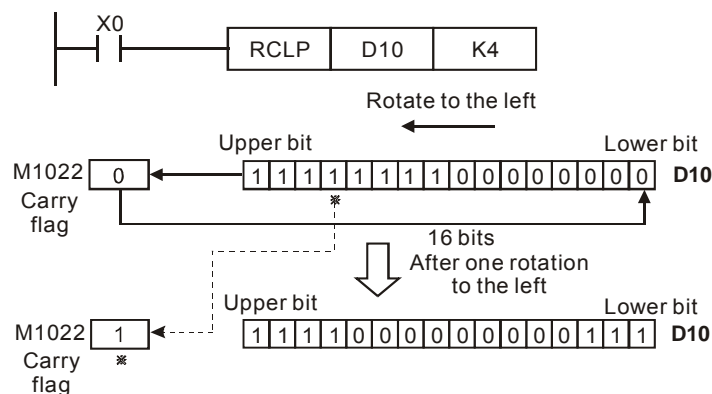 X0
RCLP D10 K4
Rotate to the left
Upper bit Lower bit
M1022 0 1 1 1 1 1 1 1 1 0 0 0 0 0 0 0 0 D10
Carry
flag
※
16 bits
After one rotation
to the left
Upper bit Lower bit
M1022 1 1 1 1 1 0 0 0 0 0 0 0 0 0 1 1 1 D10
Carry
flag
※